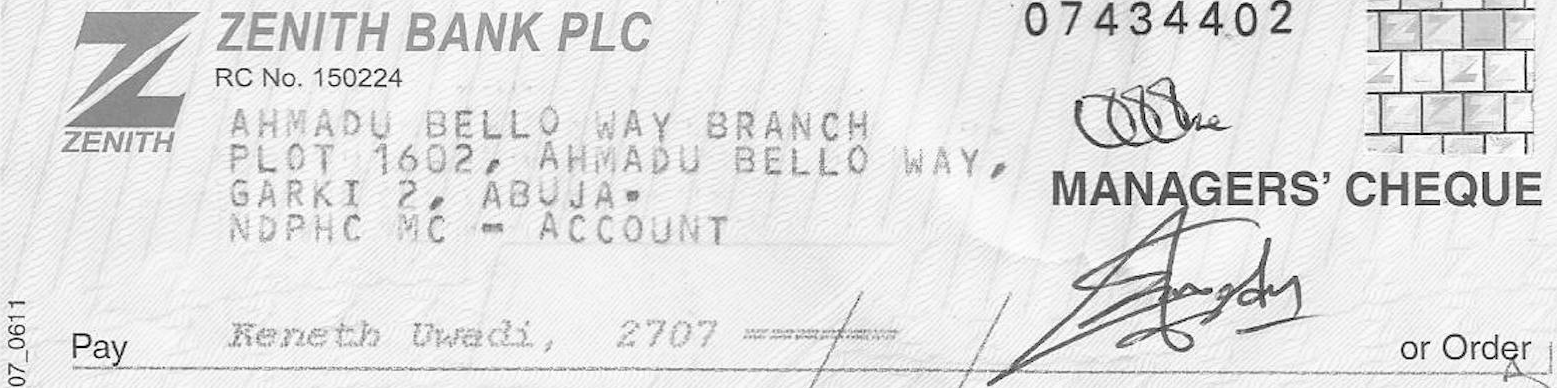 ZENITH BANK PLC
RC No. 150224
ZENITH
07434402
AHMADU BELLO WAY BRANCH
PLOT 1602, AHMADU BELLO WAY,
GARKI 2, ABUJA.
NDPHC MC - ACCOUNT
MANAGERS' CHEQUE
Pay Keneth Uwadi, 2707 ======== or Order
07_0611